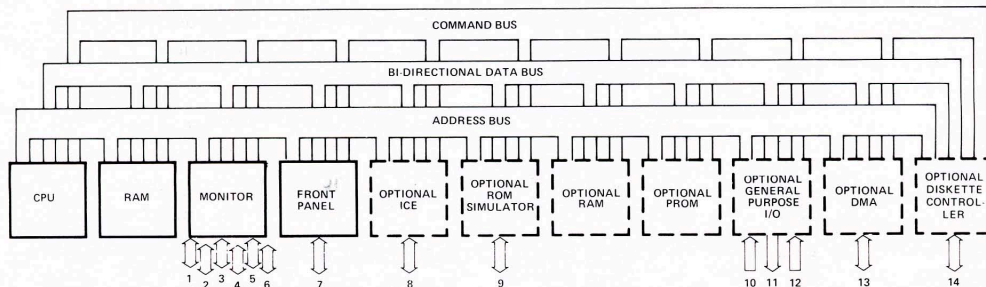 COMMAND BUS
BI-DIRECTIONAL DATA BUS
ADDRESS BUS
CPU
RAM
MONITOR
FRONT
PANEL
OPTIONAL
ICE
OPTIONAL
ROM
SIMULATOR
OPTIONAL
RAM
OPTIONAL
PROM
OPTIONAL
GENERAL
PURPOSE
I/O
OPTIONAL
DMA
OPTIONAL
DISKETTE
CONTROL-
LER
1 2 3 4 5 6 7 8 9 10 11 12 13 14